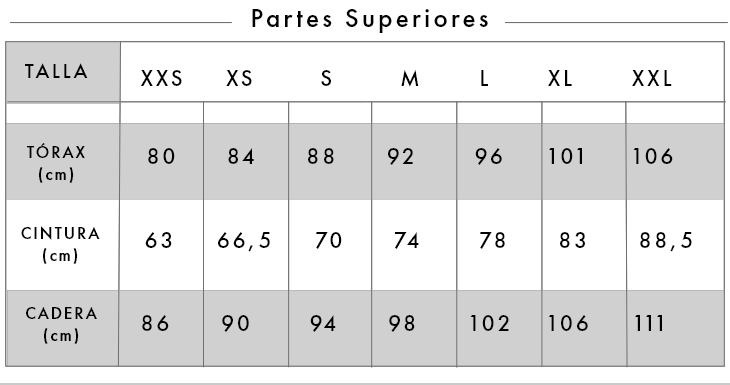 Partes Superiores
TALLA XXS XS S M L XL XXL
TÓRAX 80 84 88 92 96 101 106
(cm)
CINTURA 63 66,5 70 74 78 83 88,5
(cm)
CADERA 86 90 94 98 102 106 111
(cm)